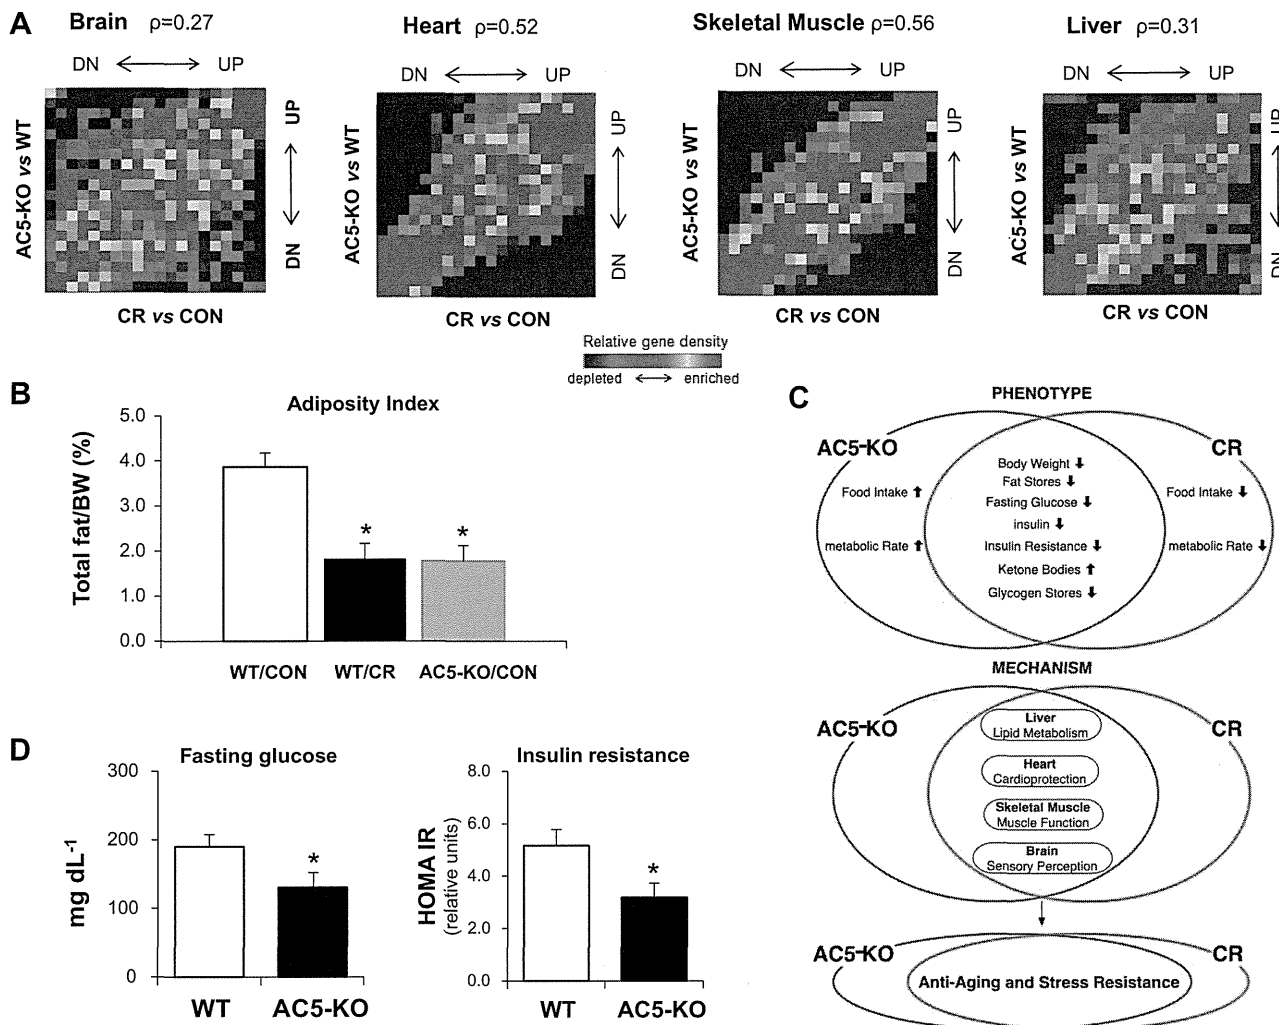 A
Brain ρ=0.27
Heart ρ=0.52
Skeletal Muscle ρ=0.56
Liver ρ=0.31
DN UP
DN UP
DN UP
DN UP
AC5-KO vs WT
UP
DN
AC5-KO vs WT
UP
DN
AC5-KO vs WT
UP
DN
AC5-KO vs WT
UP
DN
CR vs CON
CR vs CON
CR vs CON
CR vs CON
Relative gene density
depleted enriched
B
Adiposity Index
Total fat/BW (%)
5.0
4.0
3.0
2.0
1.0
0.0
*
*
WT/CON
WT/CR
AC5-KO/CON
C
PHENOTYPE
AC5-KO
CR
Food Intake
metabolic Rate
Body Weight
Fat Stores
Fasting Glucose
insulin
Insulin Resistance
Ketone Bodies
Glycogen Stores
Food Intake
metabolic Rate
MECHANISM
AC5-KO
CR
Liver
Lipid Metabolism
Heart
Cardioprotection
Skeletal Muscle
Muscle Function
Brain
Sensory Perception
AC5-KO
CR
Anti-Aging and Stress Resistance
D
Fasting glucose
mg dL-1
300
200
100
0
*
WT
AC5-KO
Insulin resistance
HOMA IR
(relative units)
8.0
6.0
4.0
2.0
0.0
*
WT
AC5-KO